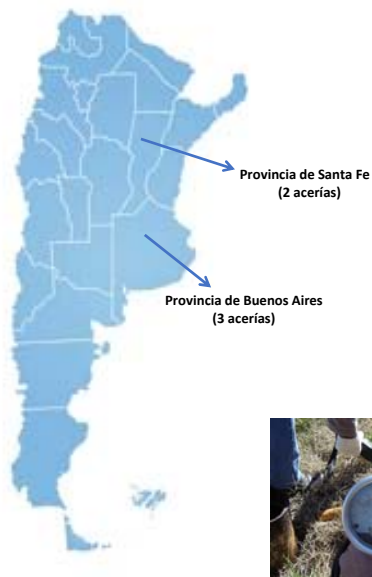 Provincia de Santa Fe
(2 acerías)
Provincia de Buenos Aires
(3 acerías)